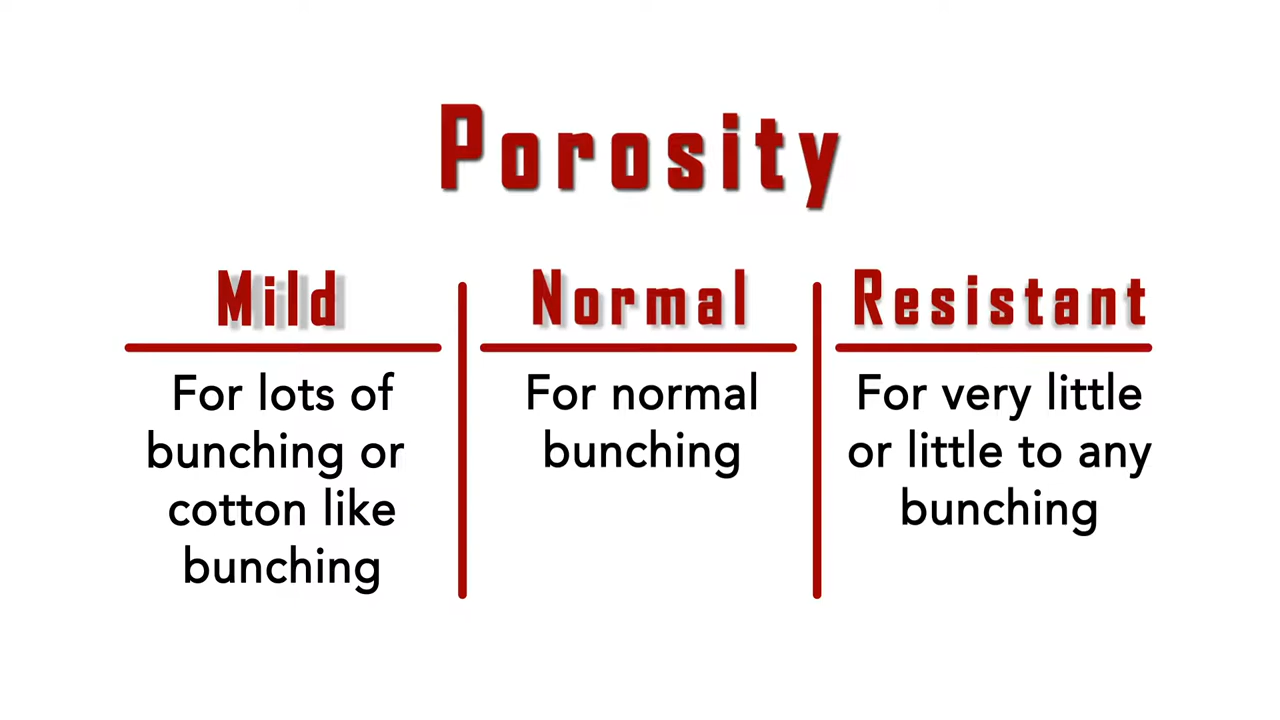 Porosity
Mild
For lots of
bunching or
cotton like
bunching
Normal
For normal
bunching
Resistant
For very little
or little to any
bunching